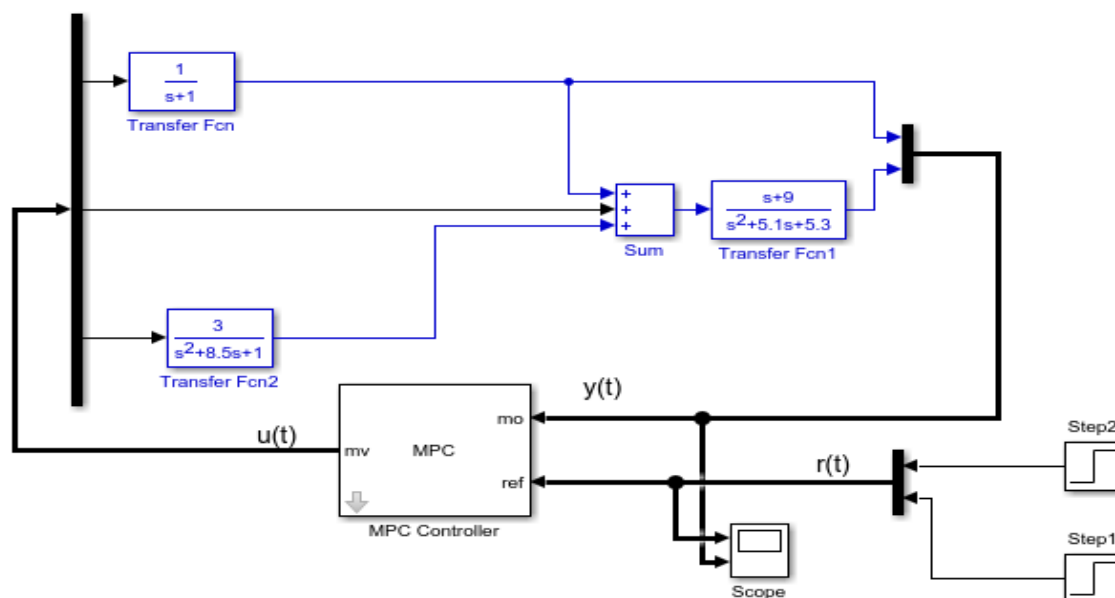 1
s+1
Transfer Fcn
+
+
+
Sum
s+9
s²+5.1s+5.3
Transfer Fcn1
3
s²+8.5s+1
Transfer Fcn2
y(t)
mo
u(t)
mv
MPC
ref
r(t)
MPC Controller
Step2
Step1
Scope